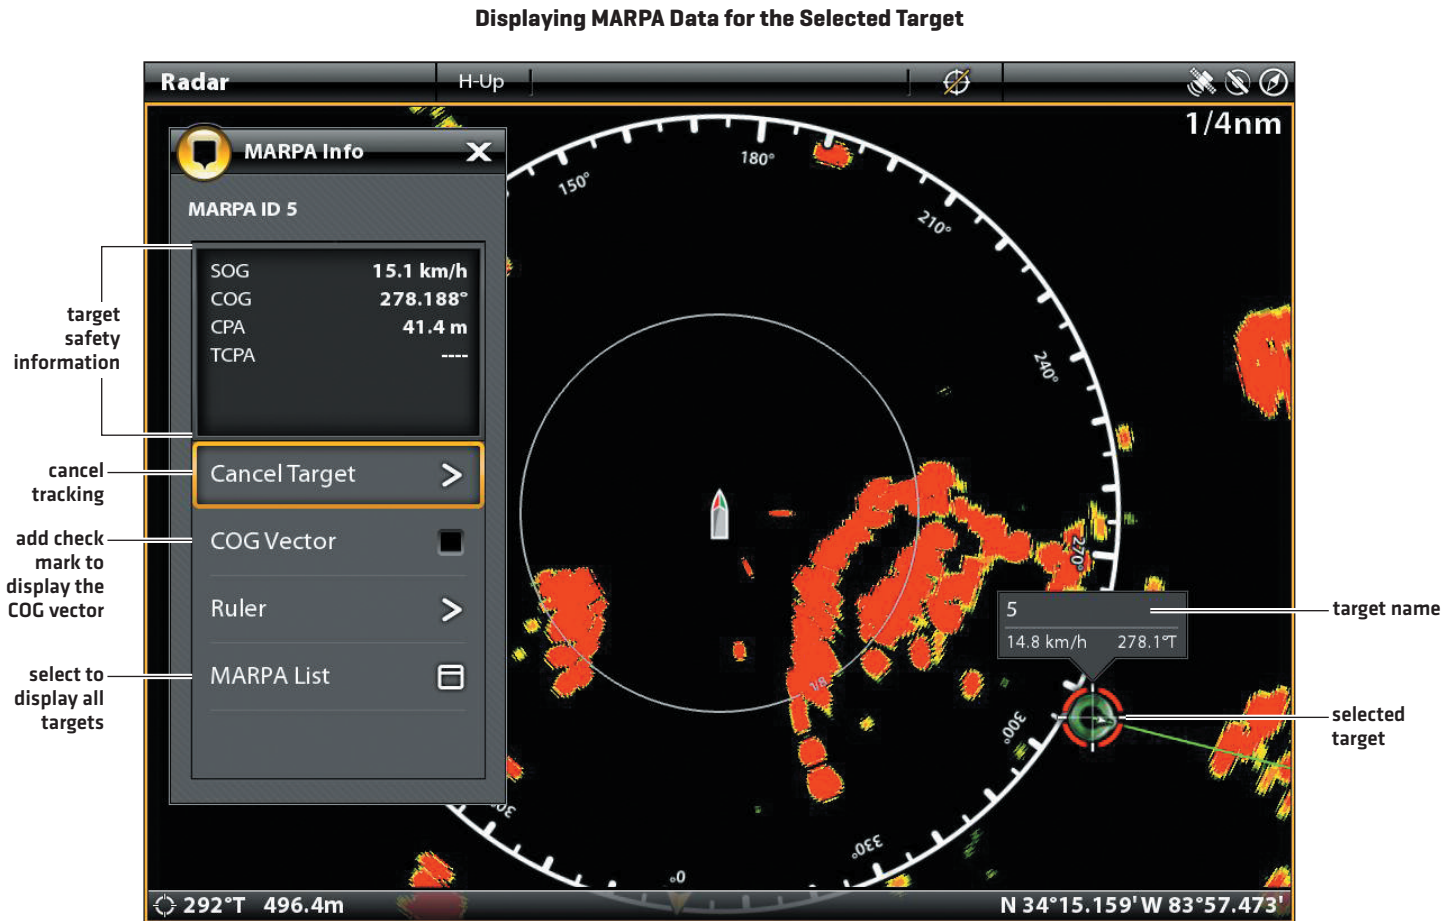 Displaying MARPA Data for the Selected Target
Radar
H-Up
1/4nm
MARPA Info
MARPA ID 5
SOG 15.1 km/h
COG 278.188°
CPA 41.4 m
TCPA ----
Cancel Target
COG Vector
Ruler
MARPA List
target
safety
information
cancel
tracking
add check
mark to
display the
COG vector
select to
display all
targets
150°
180°
210°
240°
270°
300°
330°
0°
30°
1/8
5
14.8 km/h 278.1°T
target name
selected
target
292°T 496.4m
N 34°15.159' W 83°57.473'